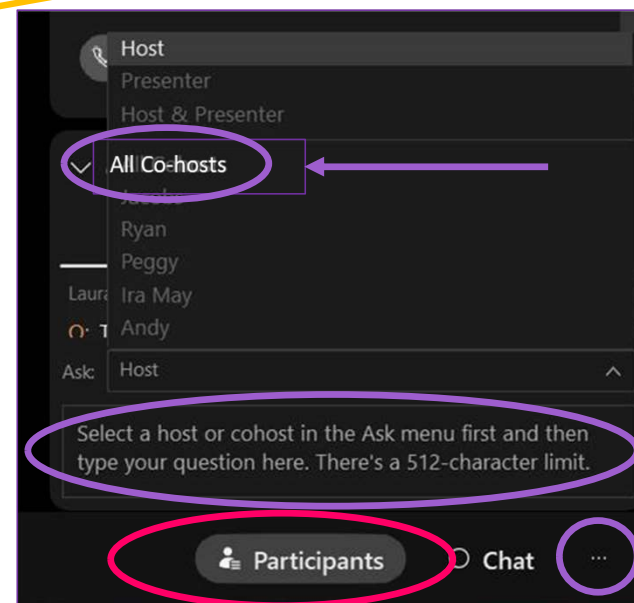 Host
Presenter
Host & Presenter
All Co-hosts
Ryan
Peggy
Laura
Ira May
Andy
Ask: Host
Select a host or cohost in the Ask menu first and then
type your question here. There's a 512-character limit.
Participants
Chat
...